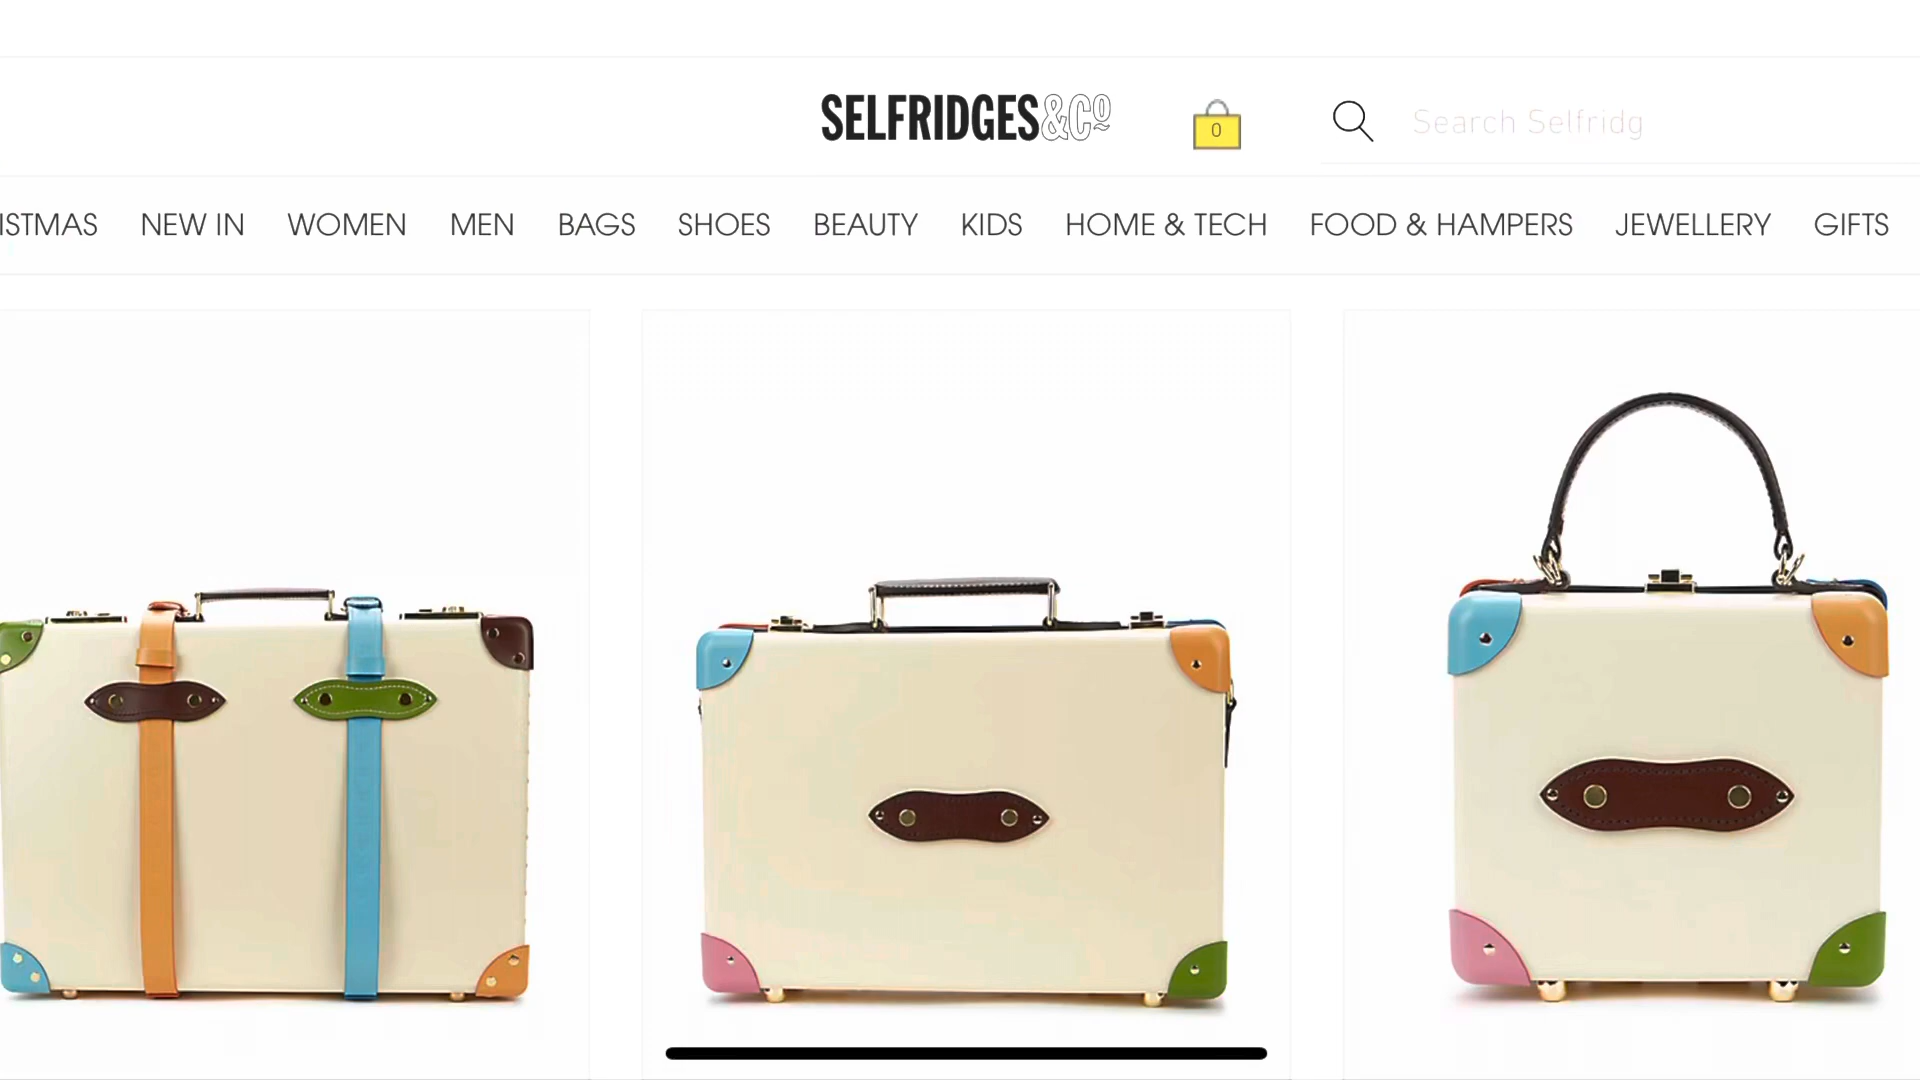 SELFRIDGES&Co
0
Search Selfridg
ISTMAS NEW IN WOMEN MEN BAGS SHOES BEAUTY KIDS HOME & TECH FOOD & HAMPERS JEWELLERY GIFTS